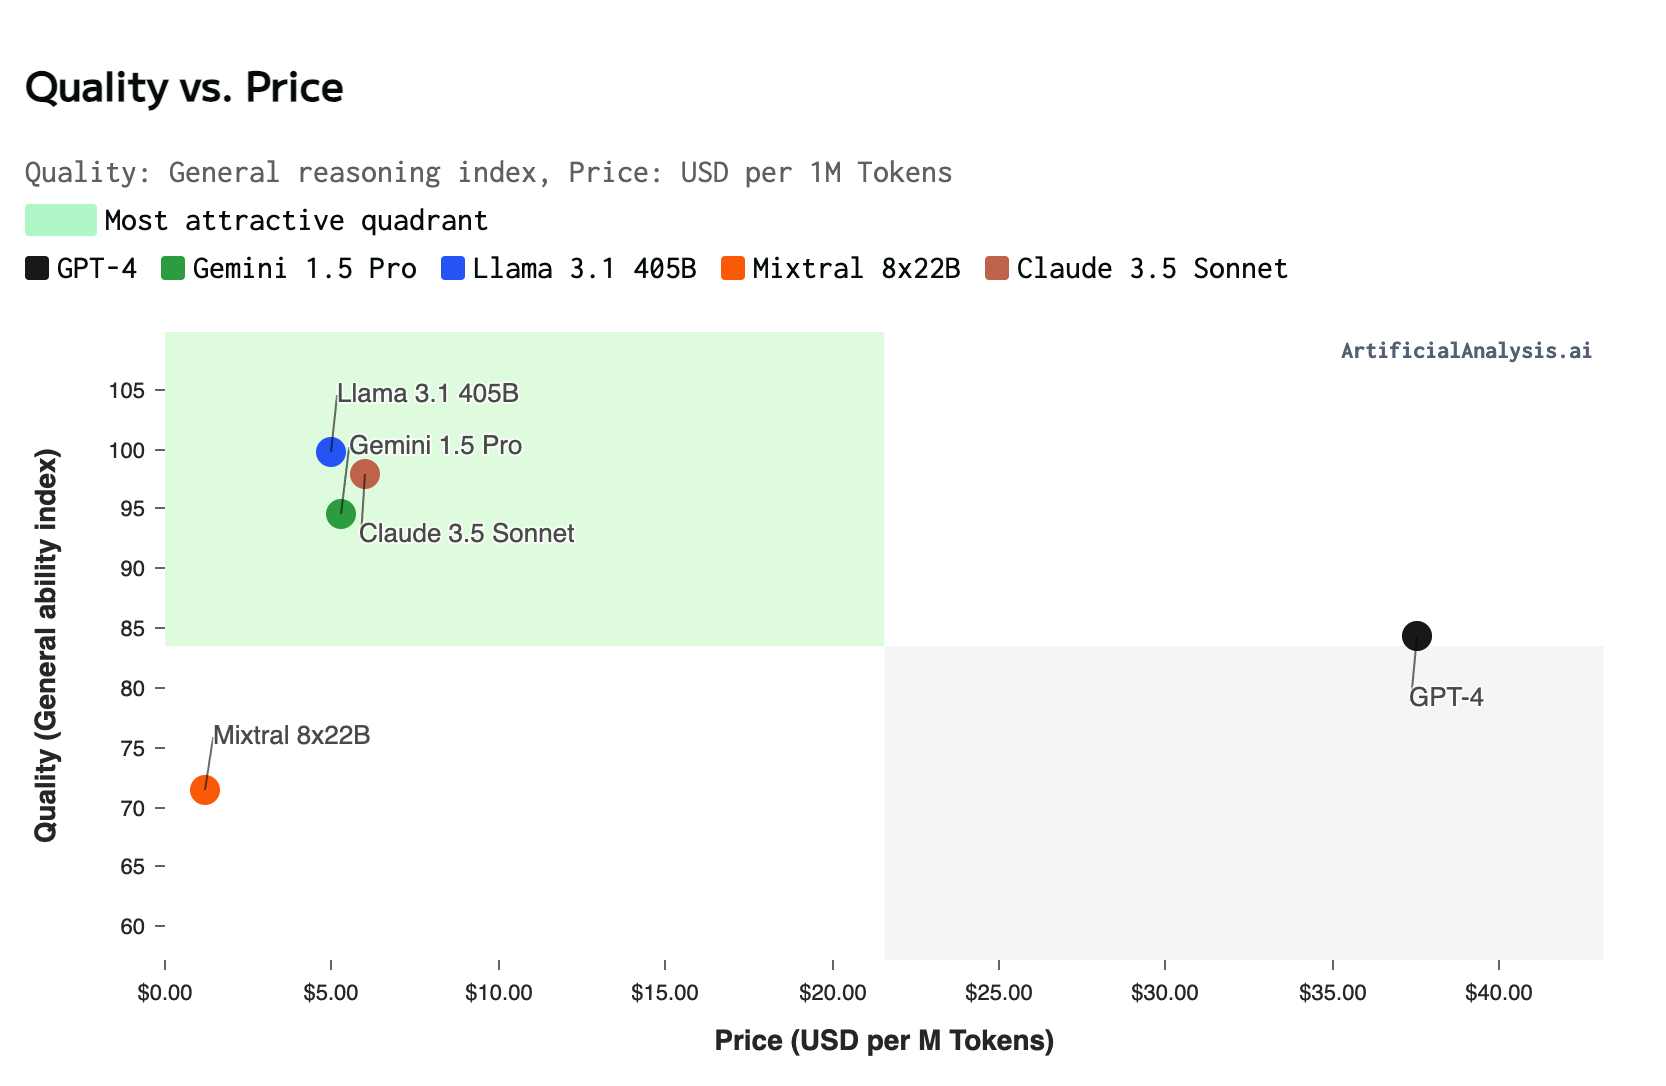 Quality vs. Price
Quality: General reasoning index, Price: USD per 1M Tokens
Most attractive quadrant
GPT-4 Gemini 1.5 Pro Llama 3.1 405B Mixtral 8x22B Claude 3.5 Sonnet
ArtificialAnalysis.ai
Quality (General ability index)
105
100
95
90
85
80
75
70
65
60
Llama 3.1 405B
Gemini 1.5 Pro
Claude 3.5 Sonnet
GPT-4
Mixtral 8x22B
$0.00 $5.00 $10.00 $15.00 $20.00 $25.00 $30.00 $35.00 $40.00
Price (USD per M Tokens)